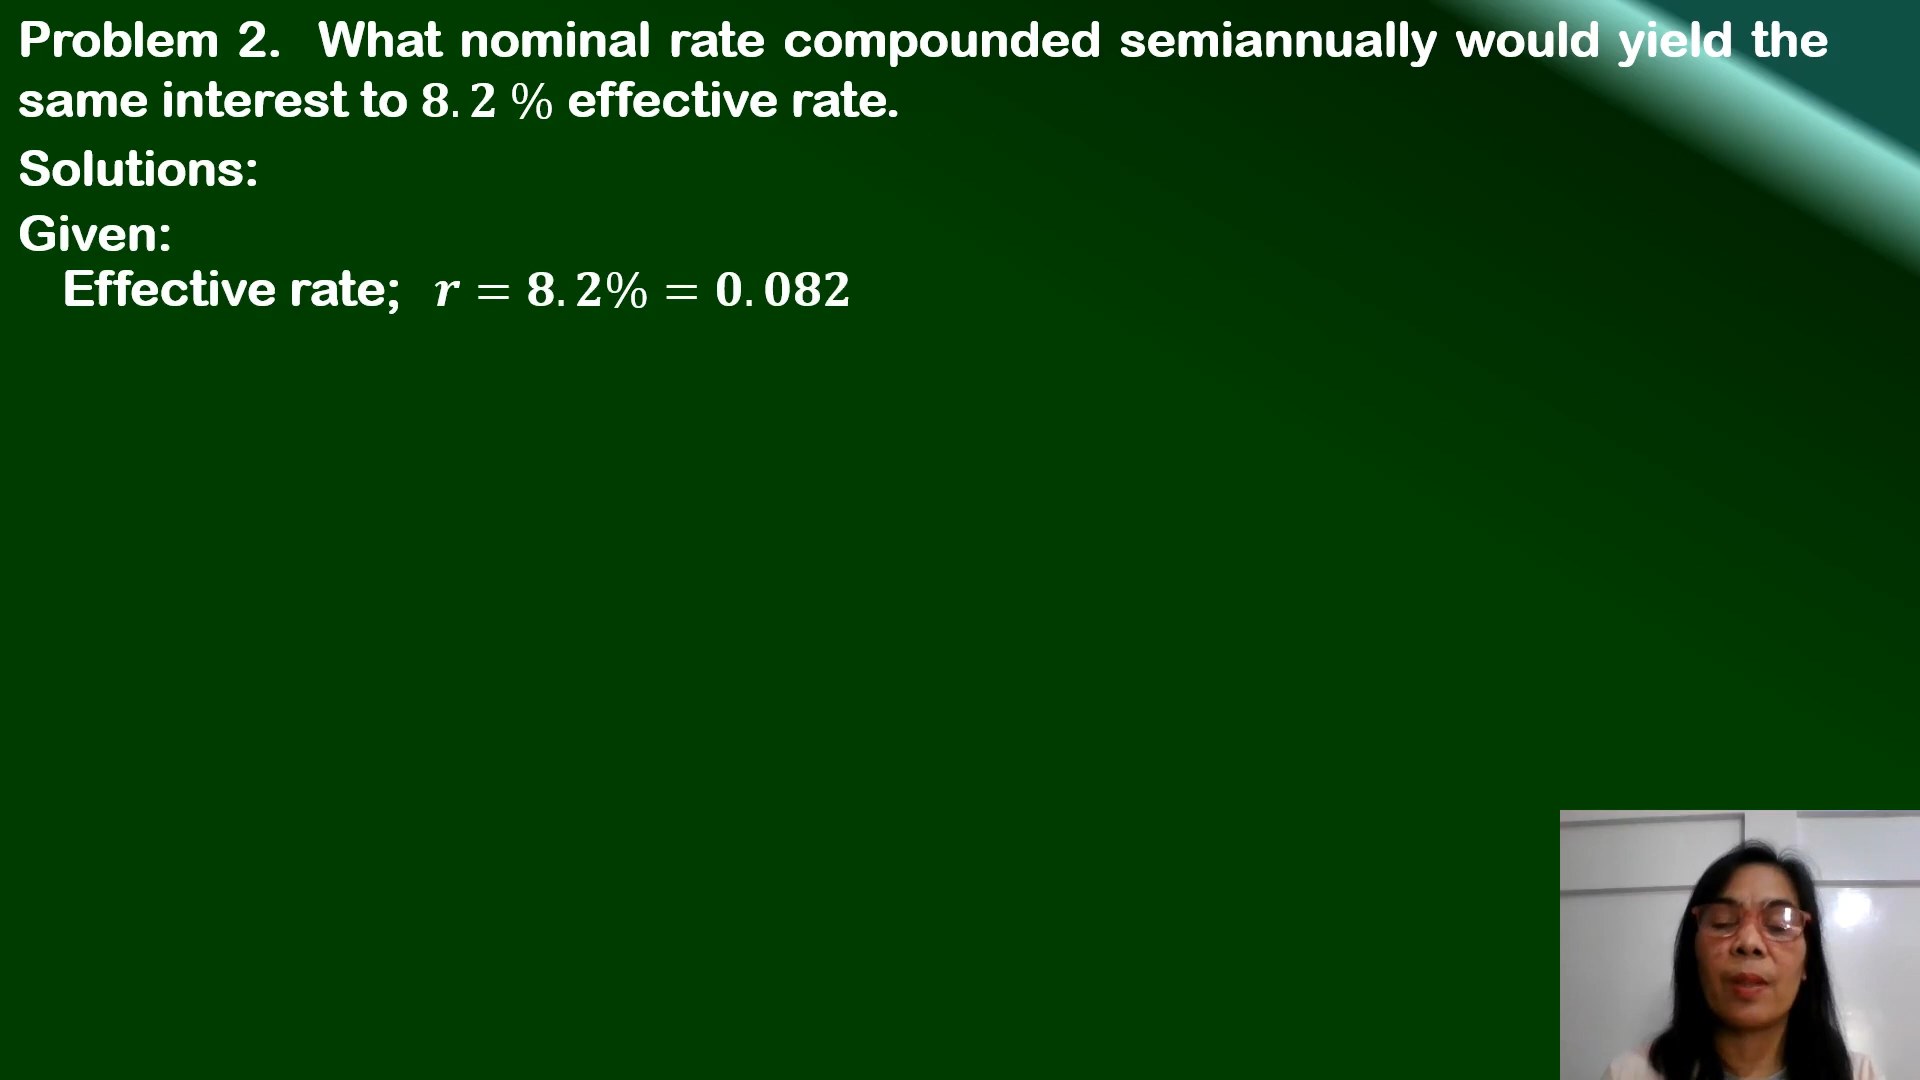 Problem 2. What nominal rate compounded semiannually would yield the
same interest to 8.2 % effective rate.
Solutions:
Given:
Effective rate; r = 8.2% = 0.082